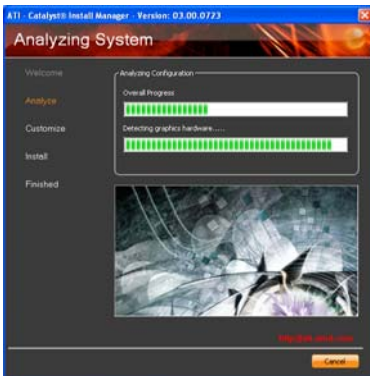 ATI - Catalyst® Install Manager - Version: 03.00.0723
Analyzing System
Welcome
Analyze
Customize
Install
Finished
Analyzing Configuration
Overall Progress
Detecting graphics hardware.....
Cancel